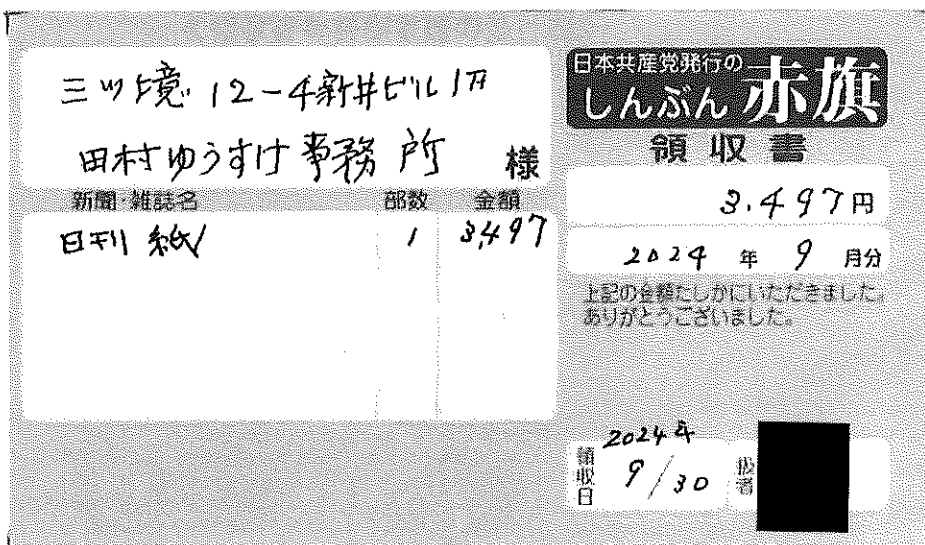 三ツ境 12-4新井ビル1F
田村ゆうすけ事務所 様
新聞・雑誌名 部数 金額
日刊紙 1 3,497
日本共産党発行の
しんぶん赤旗
領収書
3.497円
2024年9月分
上記の金額たしかにいただきました。
ありがとうございました。
領収日 2024年 9/30
扱者